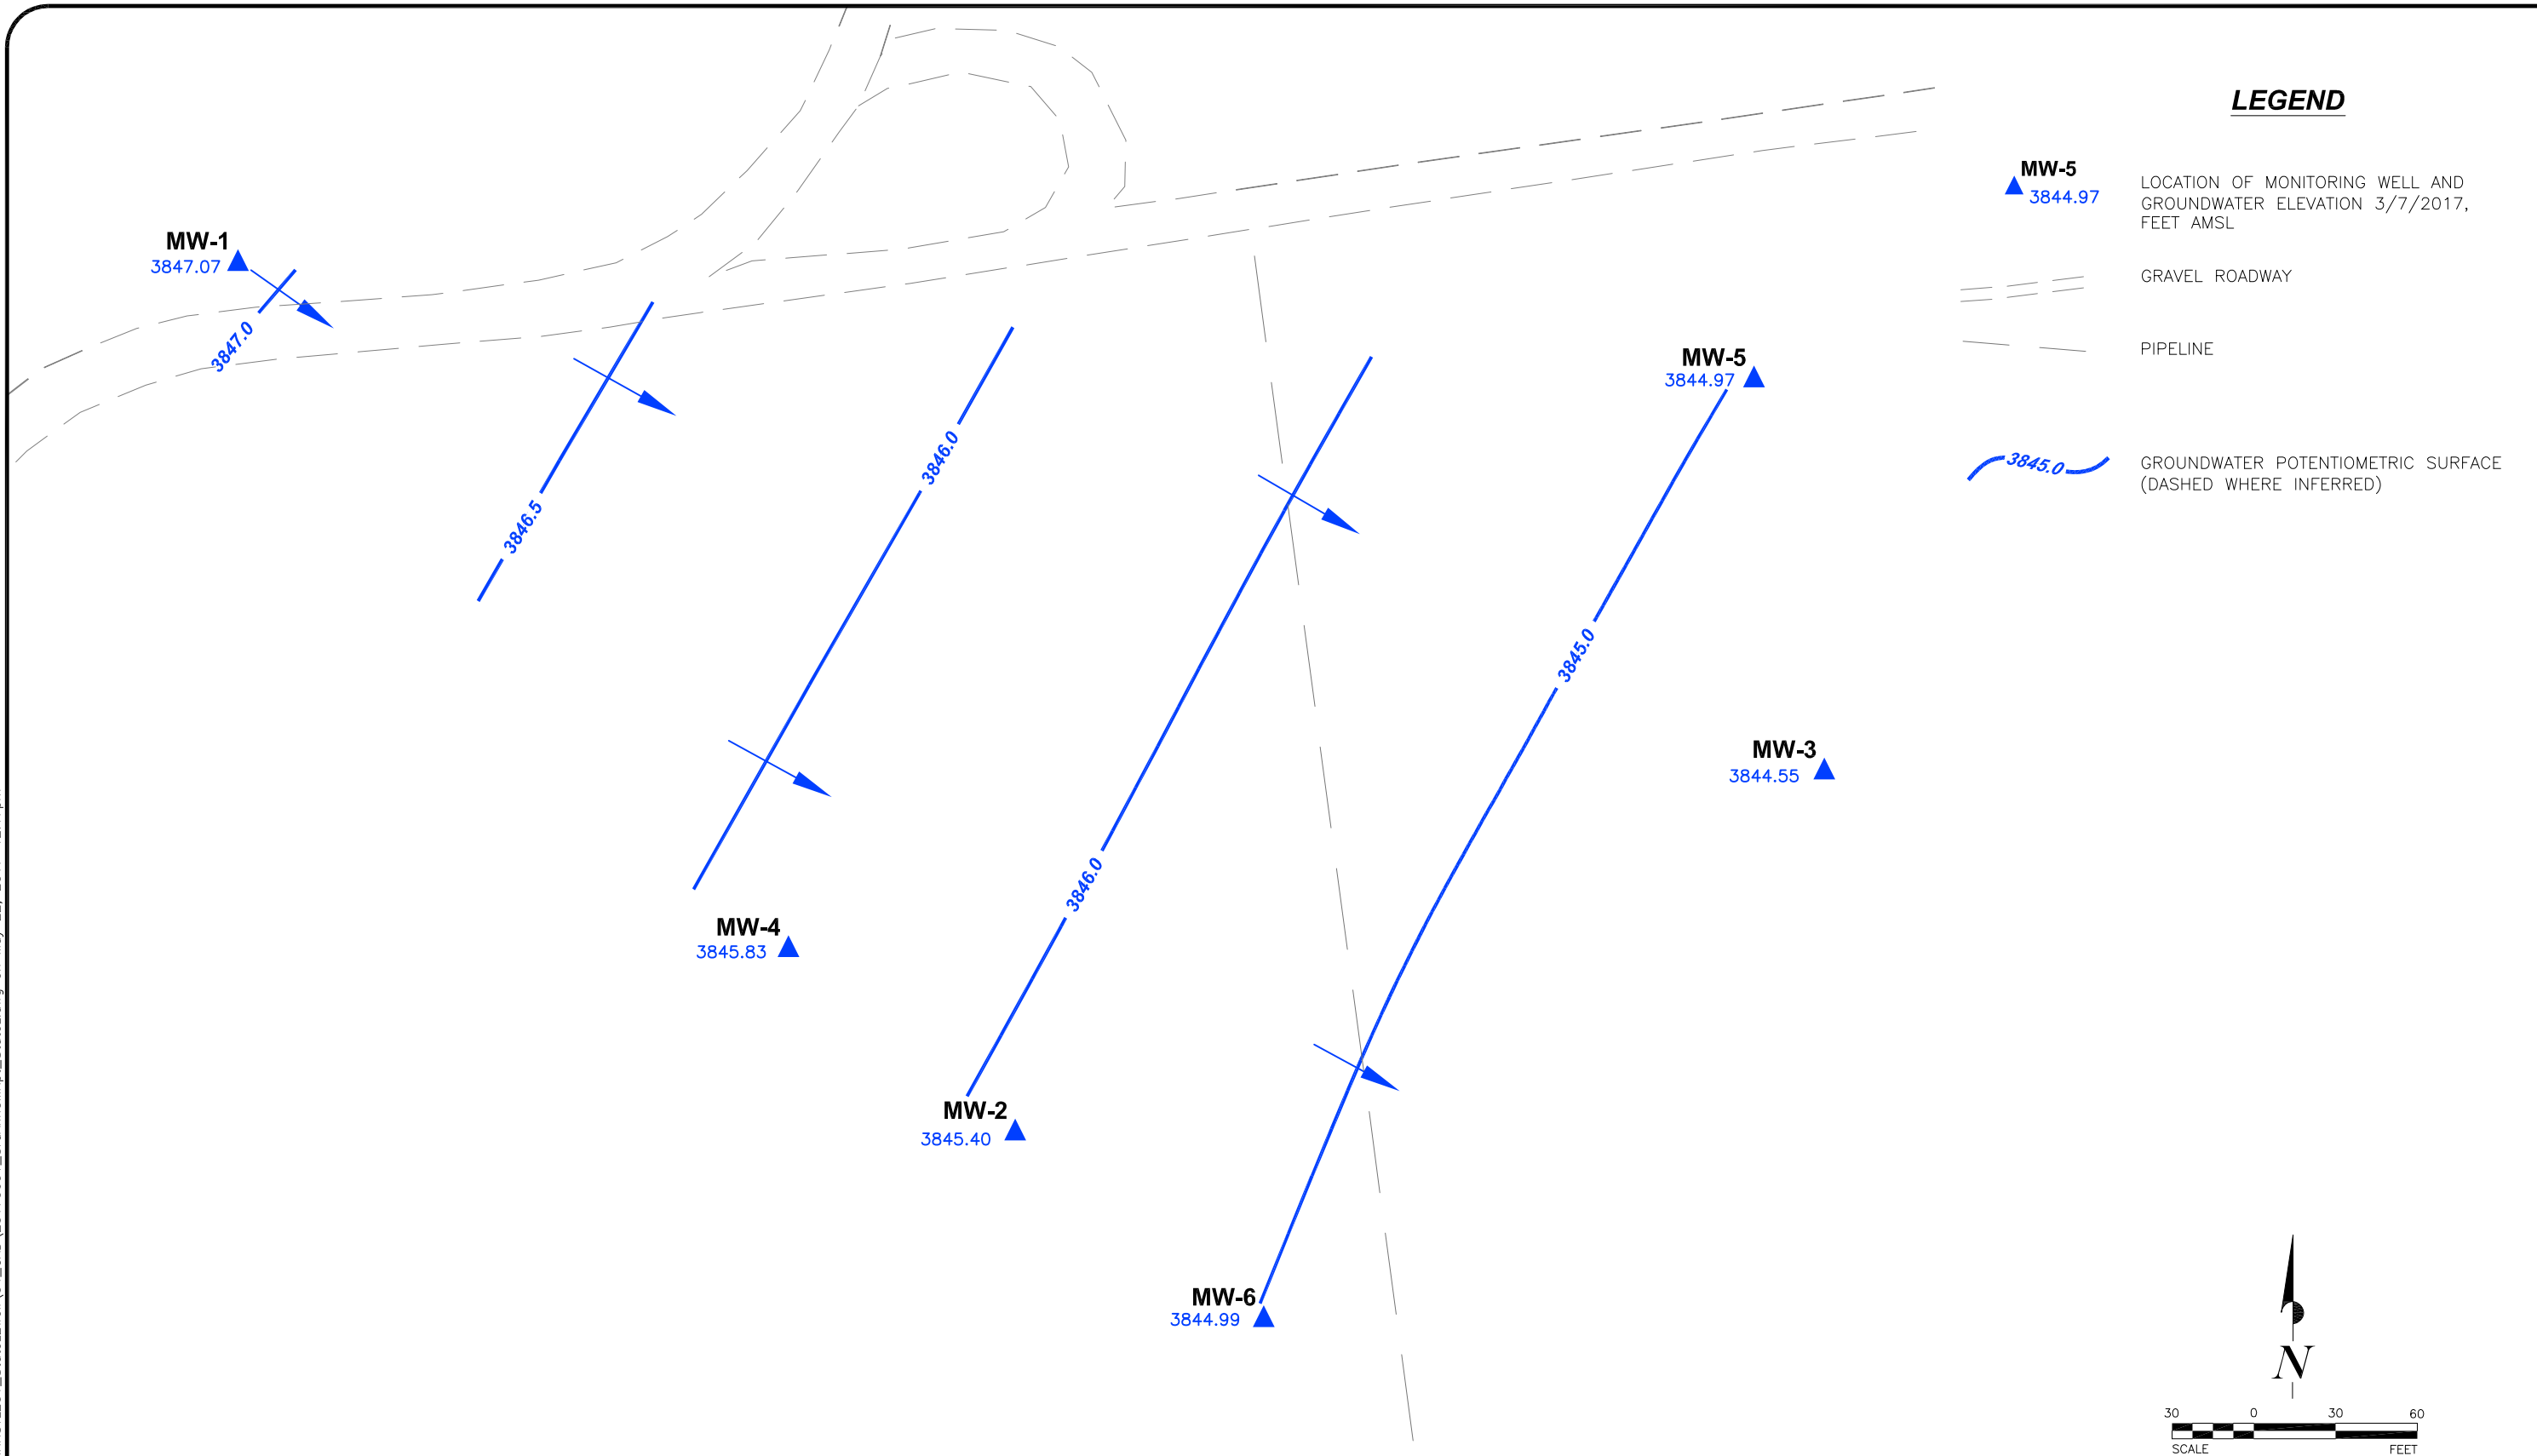 LEGEND
MW-5
3844.97
LOCATION OF MONITORING WELL AND
GROUNDWATER ELEVATION 3/7/2017,
FEET AMSL
GRAVEL ROADWAY
PIPELINE
3845.0
GROUNDWATER POTENTIOMETRIC SURFACE
(DASHED WHERE INFERRED)
MW-1
3847.07
3847.0
3846.5
3846.0
MW-5
3844.97
3845.0
MW-3
3844.55
3846.0
MW-4
3845.83
MW-2
3845.40
MW-6
3844.99
N
30 0 30 60
SCALE FEET